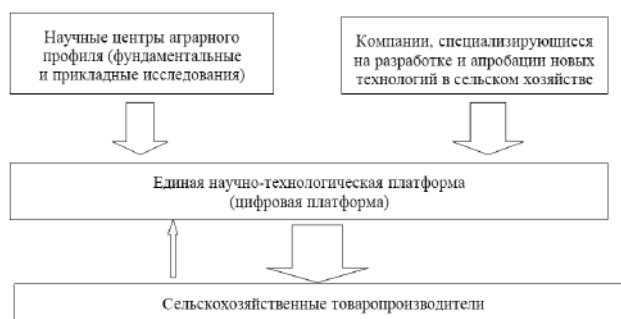 Научные центры аграрного
профиля (фундаментальные
и прикладные исследования)
Компании, специализирующиеся
на разработке и апробации новых
технологий в сельском хозяйстве
Единая научно-технологическая платформа
(цифровая платформа)
Сельскохозяйственные товаропроизводители